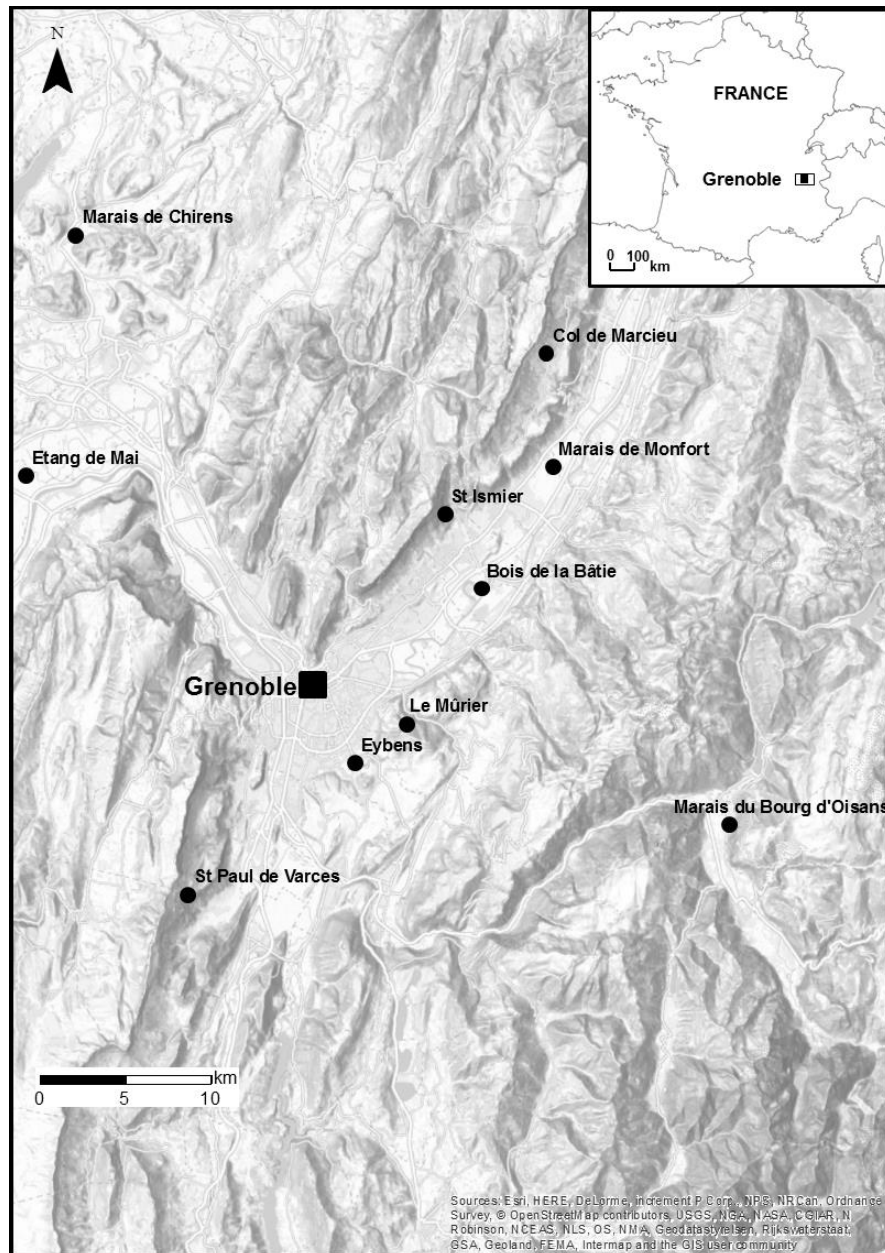 N
FRANCE
Grenoble
0 100
km
Marais de Chirens
Col de Marcieu
Etang de Mai
Marais de Monfort
St Ismier
Bois de la Bâtie
Grenoble
Le Mûrier
Eybens
Marais du Bourg d'Oisans
St Paul de Varces
km
0 5 10
Sources: Esri, HERE, DeLorme, increment P Corp., NPS, NRCan, Ordnance
Survey, © OpenStreetMap contributors, USGS, NGA, NASA, CGIAR, N
Robinson, NCEAS, NLS, OS, NMA, Geodatastyrelsen, Rijkswaterstaat,
GSA, Geoland, FEMA, Intermap and the GIS user community